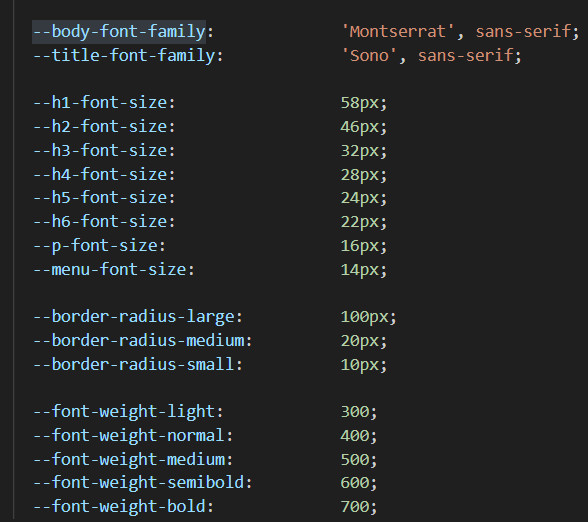 --body-font-family: 'Montserrat', sans-serif;
--title-font-family: 'Sono', sans-serif;
--h1-font-size: 58px;
--h2-font-size: 46px;
--h3-font-size: 32px;
--h4-font-size: 28px;
--h5-font-size: 24px;
--h6-font-size: 22px;
--p-font-size: 16px;
--menu-font-size: 14px;
--border-radius-large: 100px;
--border-radius-medium: 20px;
--border-radius-small: 10px;
--font-weight-light: 300;
--font-weight-normal: 400;
--font-weight-medium: 500;
--font-weight-semibold: 600;
--font-weight-bold: 700;